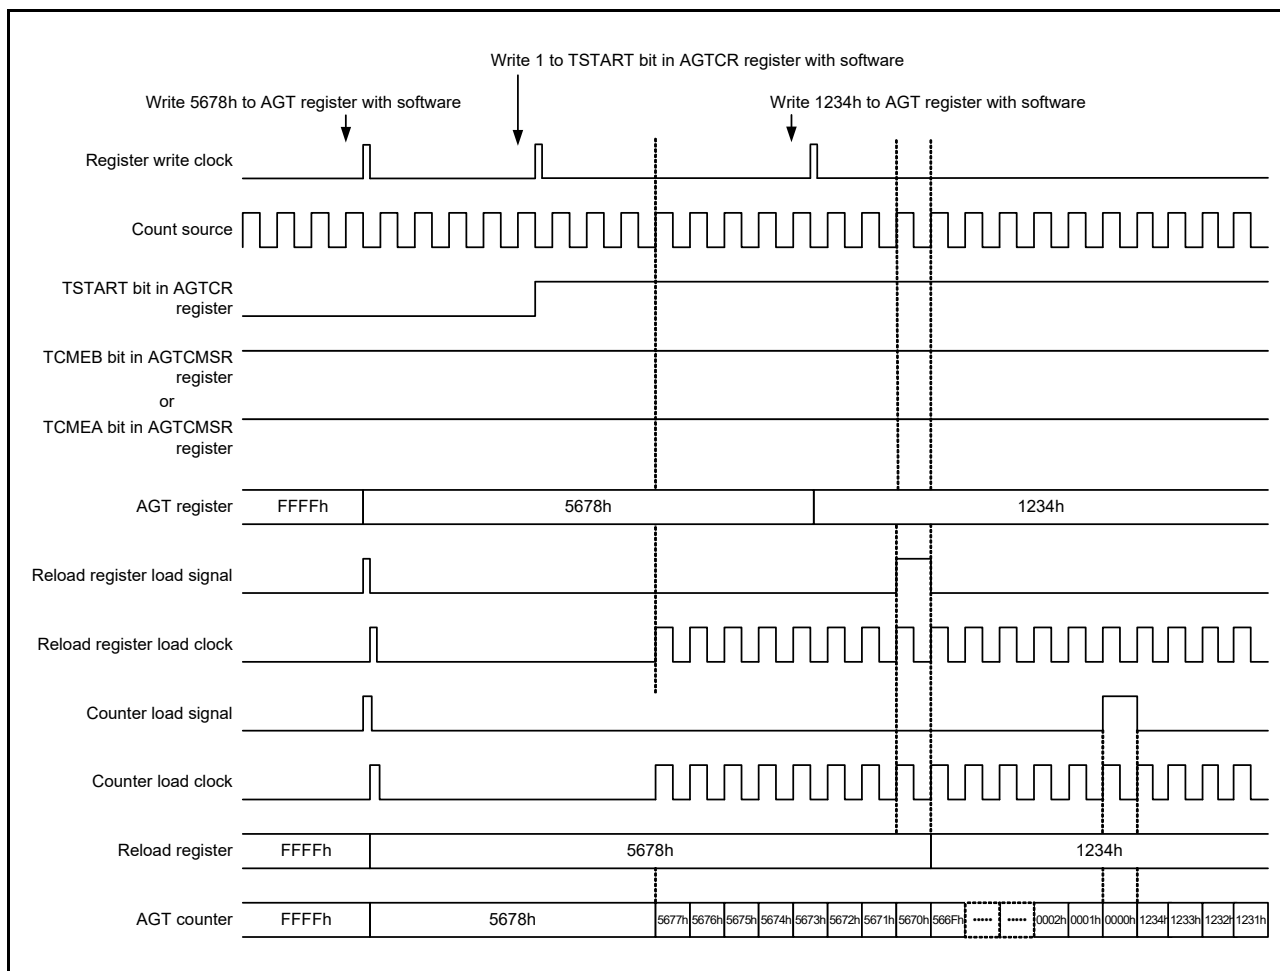 Write 1 to TSTART bit in AGTCR register with software
Write 5678h to AGT register with software
Write 1234h to AGT register with software
Register write clock
Count source
TSTART bit in AGTCR
register
TCMEB bit in AGTCMSR
register
or
TCMEA bit in AGTCMSR
register
AGT register
FFFFh
5678h
1234h
Reload register load signal
Reload register load clock
Counter load signal
Counter load clock
Reload register
FFFFh
5678h
1234h
AGT counter
FFFFh
5678h
5677h
5676h
5675h
5674h
5673h
5672h
5671h
5670h
566Fh
.....
.....
0002h
0001h
0000h
1234h
1233h
1232h
1231h